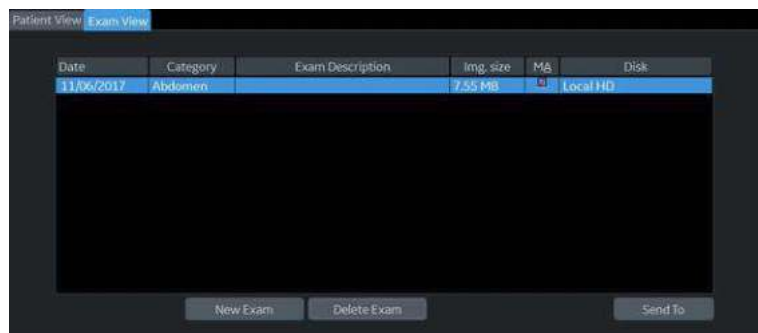 Patient View Exam View
Date Category Exam Description Img. size MA Disk
11/06/2017 Abdomen 7.55 MB Local HD
New Exam Delete Exam Send To